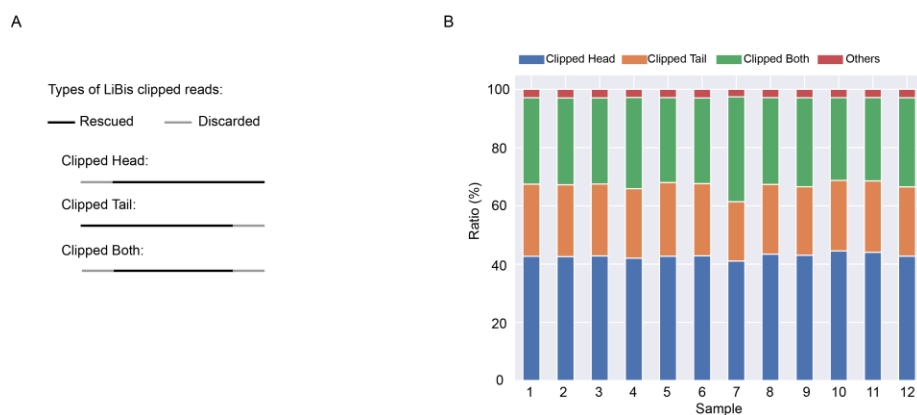 A
Types of LiBis clipped reads:
Rescued Discarded
Clipped Head:
Clipped Tail:
Clipped Both:
B
Clipped Head Clipped Tail Clipped Both Others
100
80
60
40
20
0
Ratio (%)
1 2 3 4 5 6 7 8 9 10 11 12
Sample